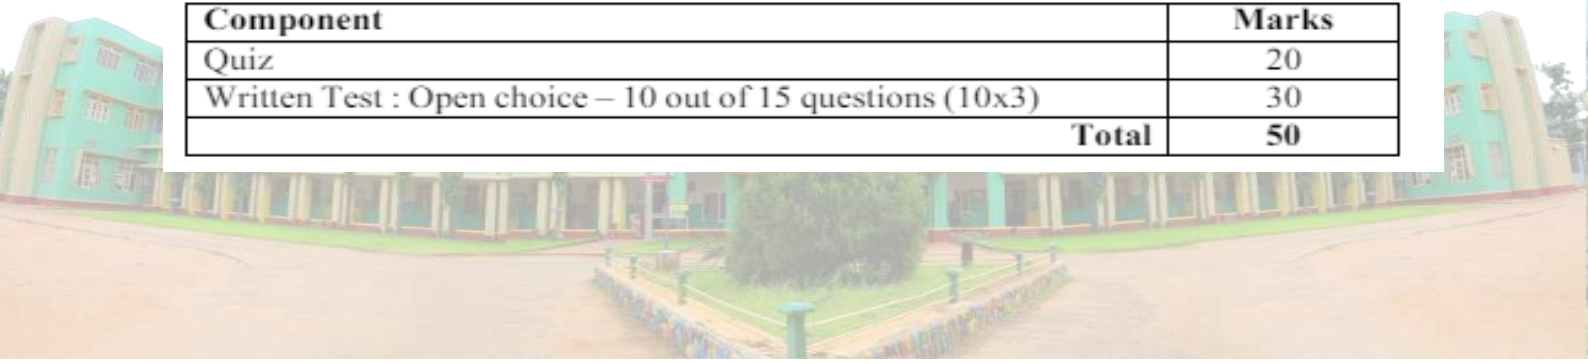 Component Marks
Quiz 20
Written Test : Open choice – 10 out of 15 questions (10x3) 30
Total 50